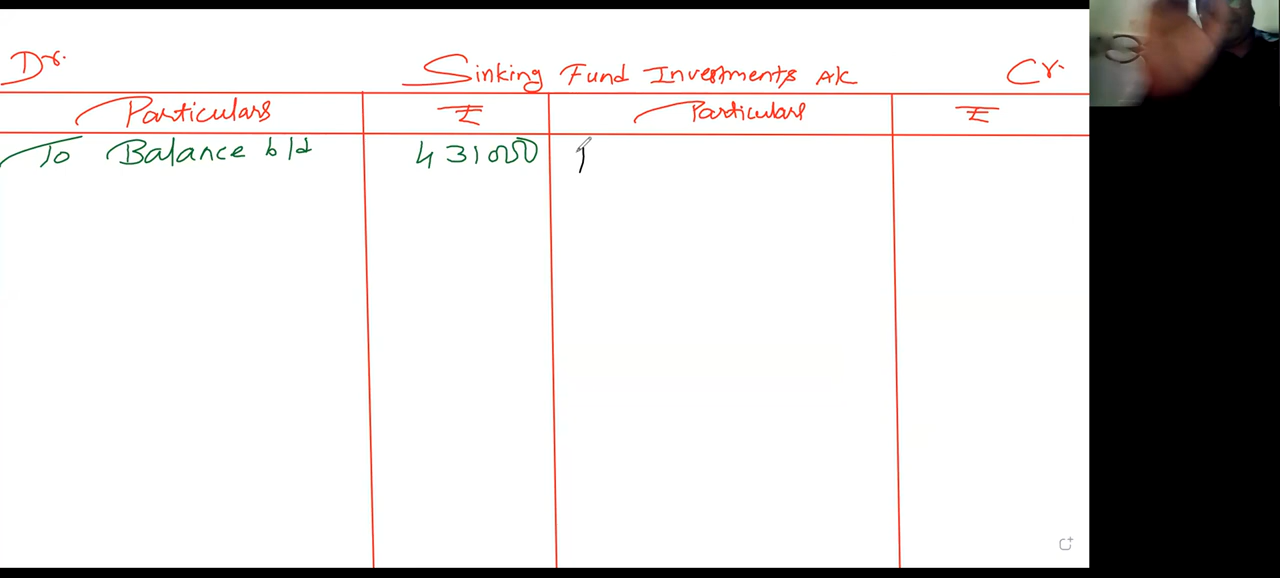 Dr. Sinking Fund Investments A/c Cr.
Particulars ₹ Particulars ₹
To Balance b/d 431000